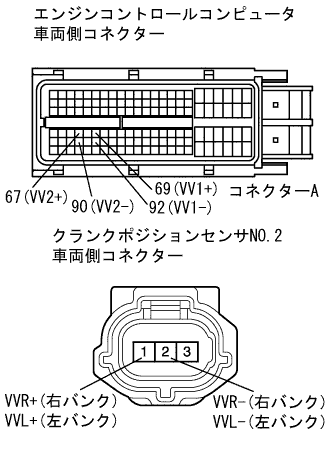 エンジンコントロールコンピュータ
車両側コネクター
67(VV2+)
69(VV1+)
コネクターA
90(VV2-)
92(VV1-)
クランクポジションセンサNO.2
車両側コネクター
1 2 3
VVR+(右バンク)
VVL+(左バンク)
VVR-(右バンク)
VVL-(左バンク)